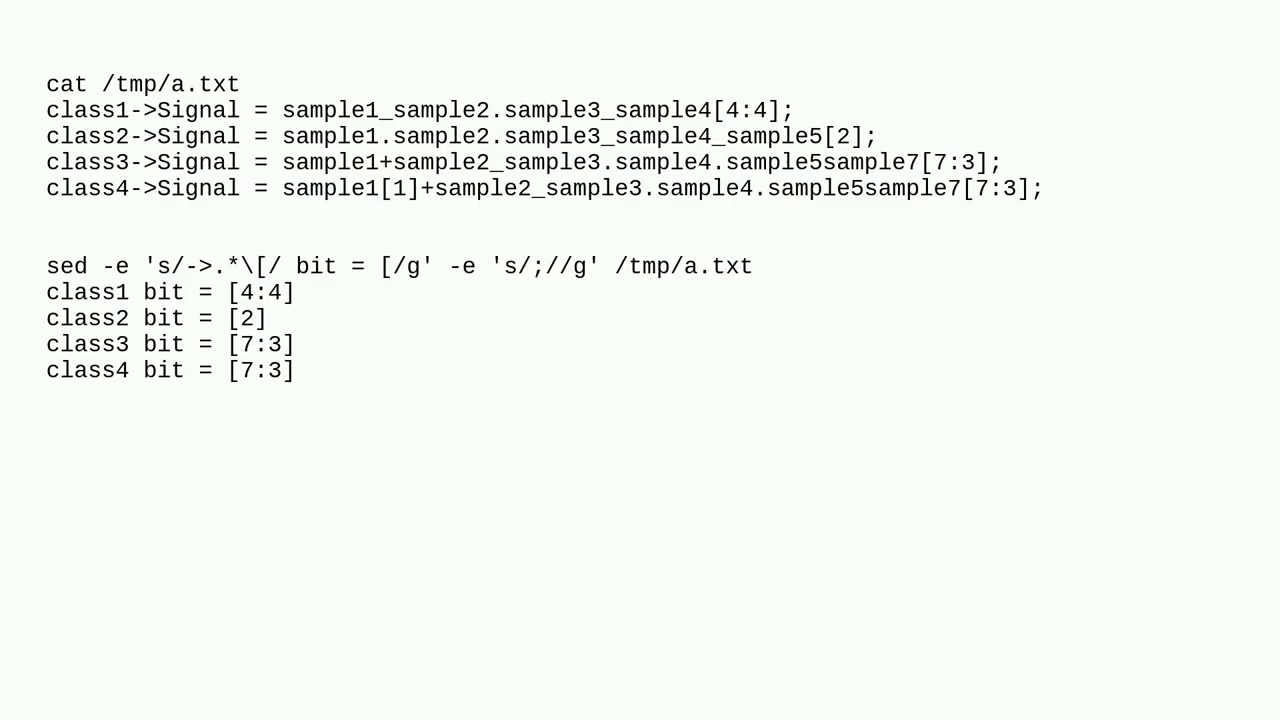 cat /tmp/a.txt
class1->Signal = sample1_sample2.sample3_sample4[4:4];
class2->Signal = sample1.sample2.sample3_sample4_sample5[2];
class3->Signal = sample1+sample2_sample3.sample4.sample5sample7[7:3];
class4->Signal = sample1[1]+sample2_sample3.sample4.sample5sample7[7:3];
sed -e 's/->.*\[/ bit = [/g' -e 's/;//g' /tmp/a.txt
class1 bit = [4:4]
class2 bit = [2]
class3 bit = [7:3]
class4 bit = [7:3]